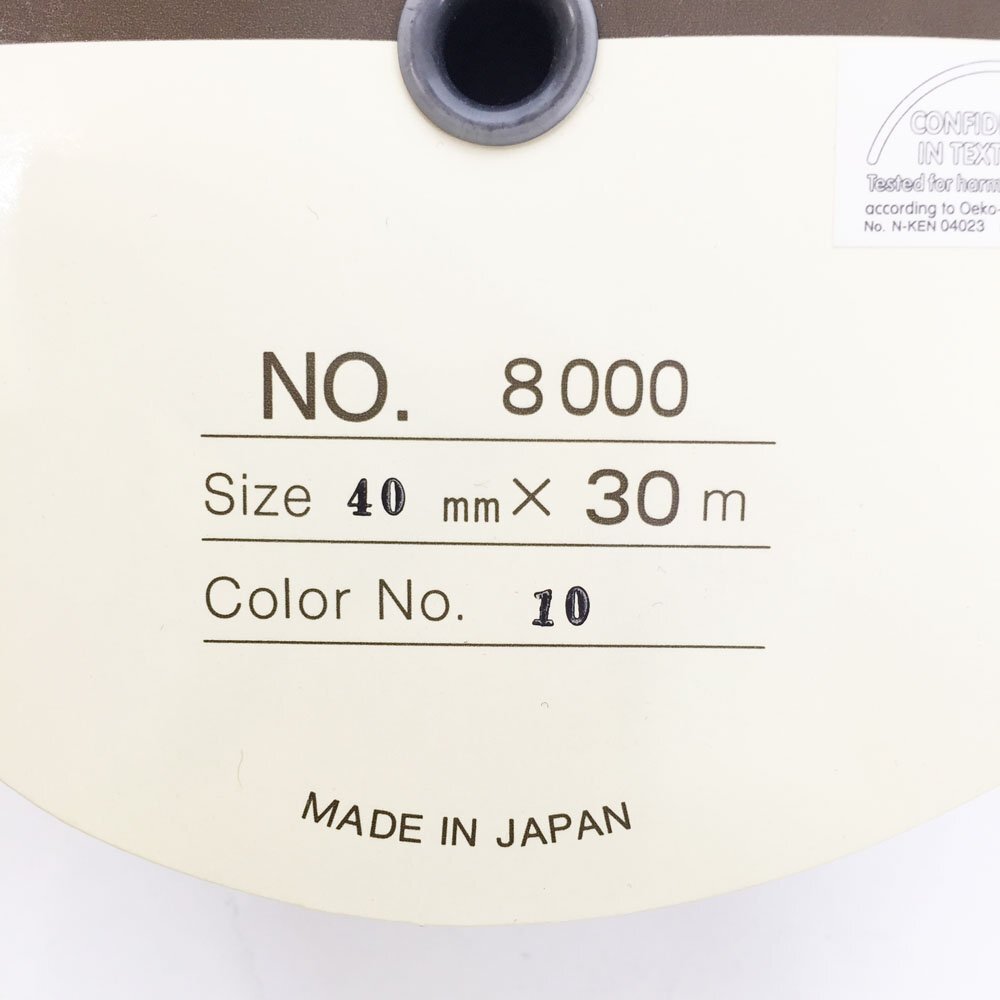 CONFID
IN TEXT
Tested for harm
according to Oeko-
No. N-KEN 04023
NO. 8000
Size 40 mm × 30 m
Color No. 10
MADE IN JAPAN